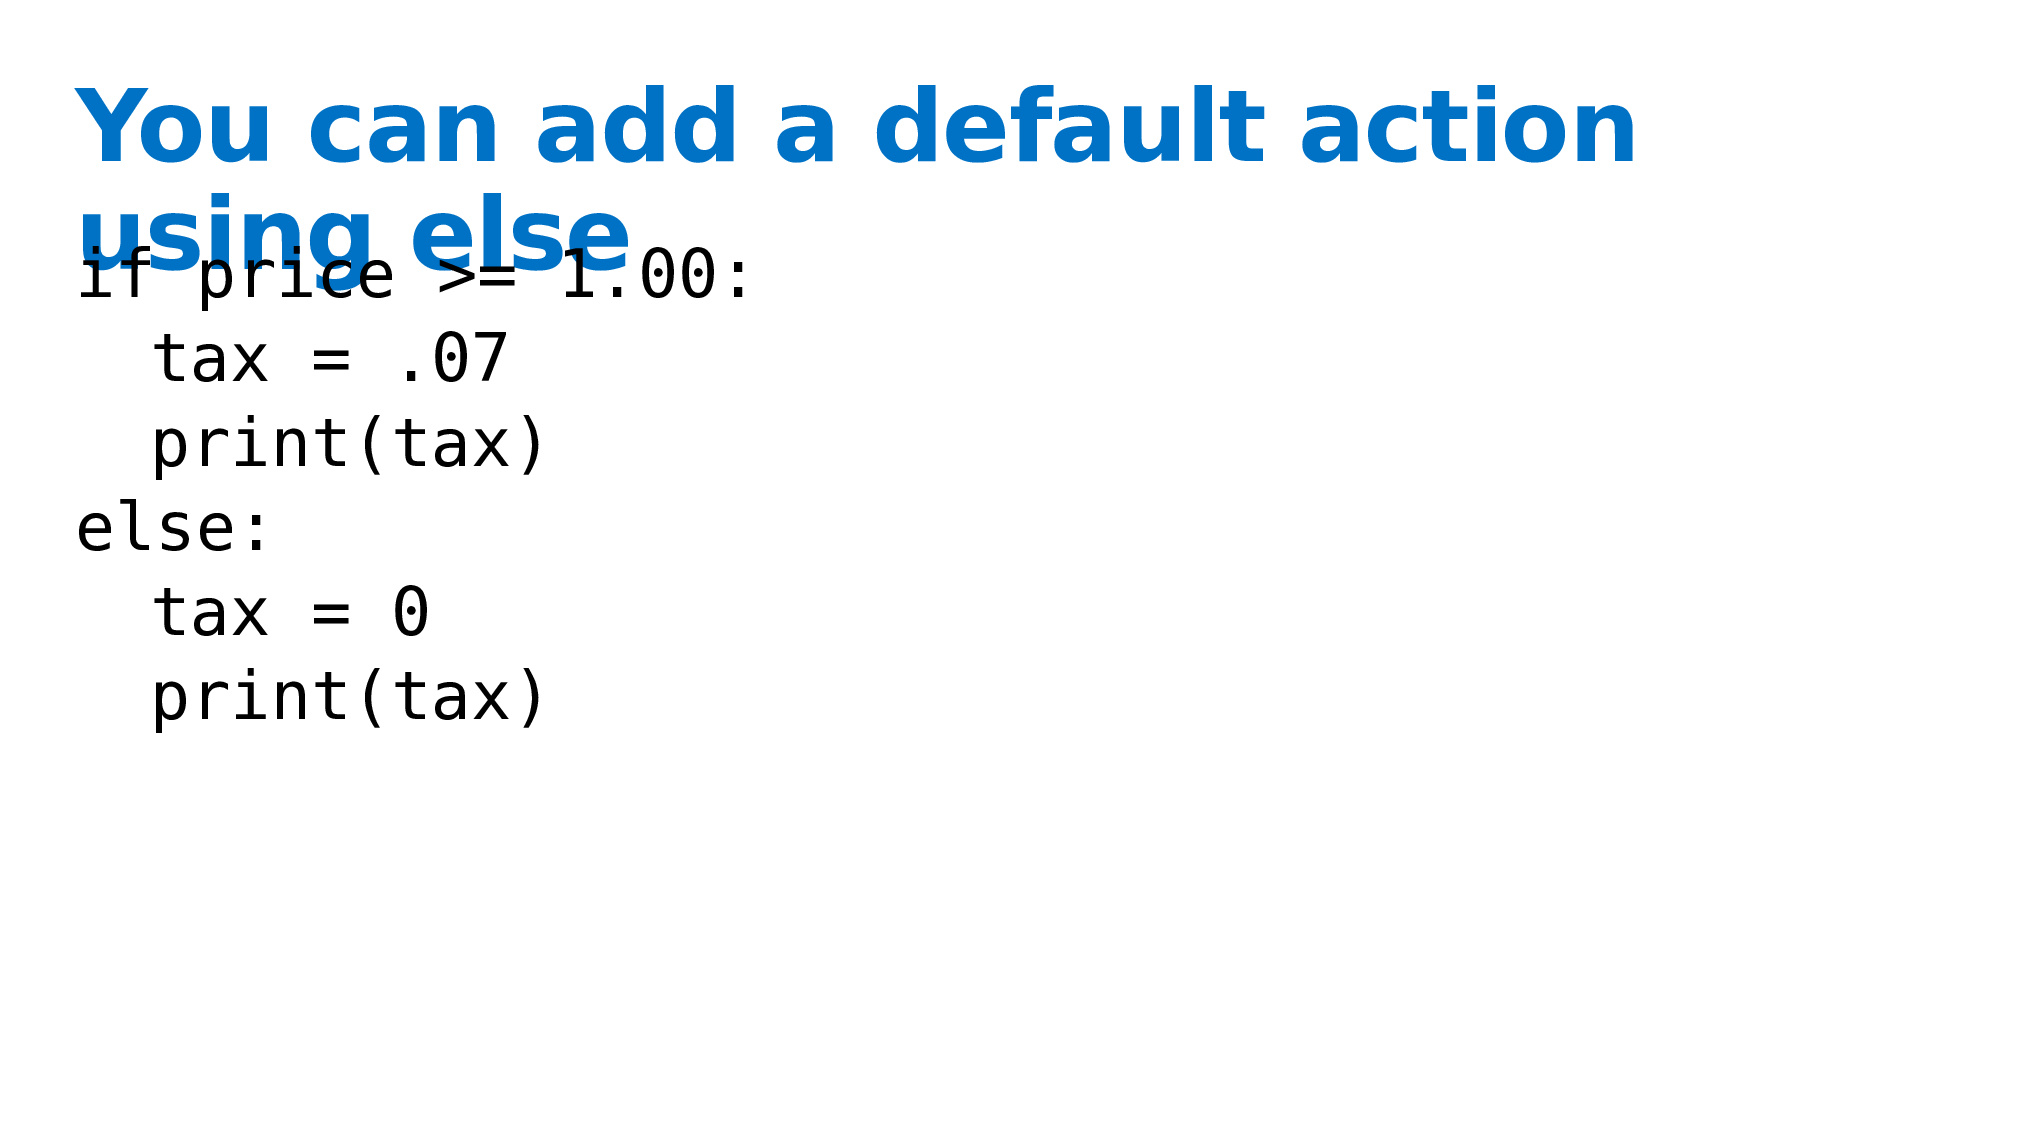 You can add a default action
using else
if price >= 1.00:
  tax = .07
  print(tax)
else:
  tax = 0
  print(tax)